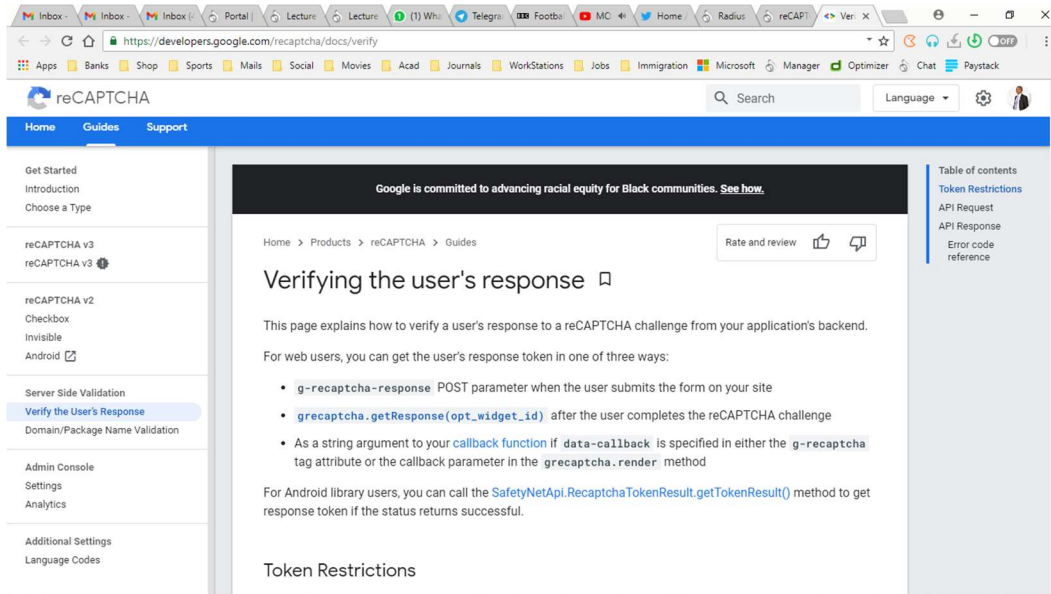 Inbox -
Inbox -
Inbox (4
Portal |
Lecture
Lecture
(1) Wha
Telegra
Footba
MO
Home /
Radius
reCAPT
Veri
https://developers.google.com/recaptcha/docs/verify
OFF
Apps Banks Shop Sports Mails Social Movies Acad Journals WorkStations Jobs Immigration Microsoft Manager Optimizer Chat Paystack
reCAPTCHA
Search
Language
Home Guides Support
Get Started
Introduction
Choose a Type
reCAPTCHA v3
reCAPTCHA v3
reCAPTCHA v2
Checkbox
Invisible
Android
Server Side Validation
Verify the User's Response
Domain/Package Name Validation
Admin Console
Settings
Analytics
Additional Settings
Language Codes
Google is committed to advancing racial equity for Black communities. See how.
Home > Products > reCAPTCHA > Guides
Rate and review
Verifying the user's response
This page explains how to verify a user's response to a reCAPTCHA challenge from your application's backend.
For web users, you can get the user's response token in one of three ways:
• g-recaptcha-response POST parameter when the user submits the form on your site
• grecaptcha.getResponse(opt_widget_id) after the user completes the reCAPTCHA challenge
• As a string argument to your callback function if data-callback is specified in either the g-recaptcha
tag attribute or the callback parameter in the grecaptcha.render method
For Android library users, you can call the SafetyNetApi.RecaptchaTokenResult.getTokenResult() method to get
response token if the status returns successful.
Token Restrictions
Table of contents
Token Restrictions
API Request
API Response
Error code
reference